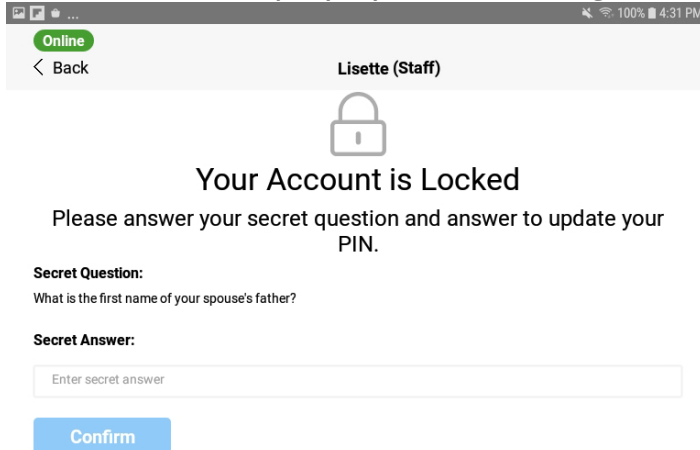 ... 100% 4:31 PM
Online
Back Lisette (Staff)
Your Account is Locked
Please answer your secret question and answer to update your
PIN.
Secret Question:
What is the first name of your spouse's father?
Secret Answer:
Enter secret answer
Confirm